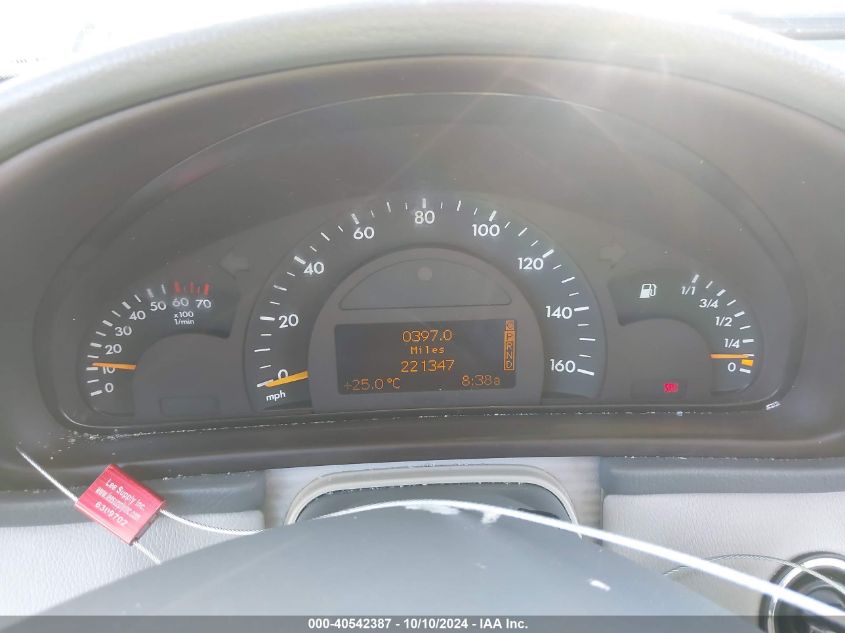 80
60
100
40
120
20
140
0
160
mph
50
60
70
40
30
x100
1/min
20
10
0
1/1
3/4
1/2
1/4
0
0397.0
Miles
221347
+25.0°C
8:38a
C
P
R
N
D
Lee Supply Inc.
000-40542387 - 10/10/2024 - IAA Inc.